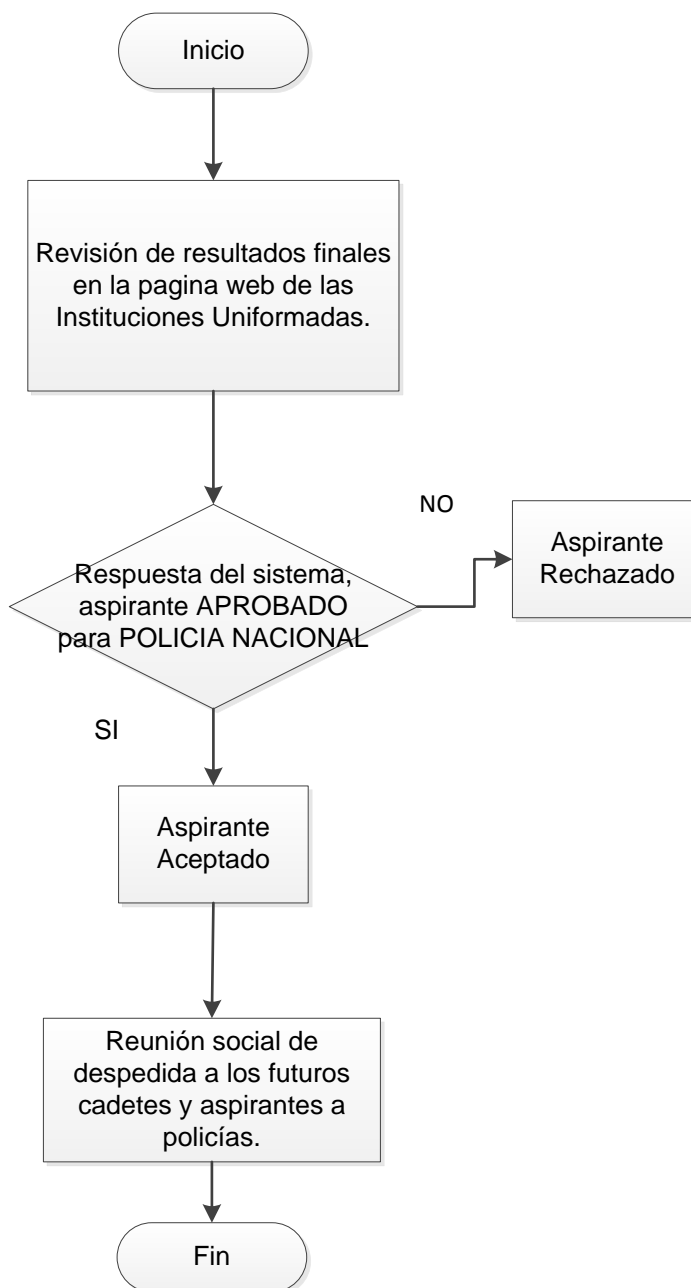 Inicio
Revisión de resultados finales
en la pagina web de las
Instituciones Uniformadas.
NO
Aspirante
Rechazado
Respuesta del sistema,
aspirante APROBADO
para POLICIA NACIONAL
SI
Aspirante
Aceptado
Reunión social de
despedida a los futuros
cadetes y aspirantes a
policías.
Fin